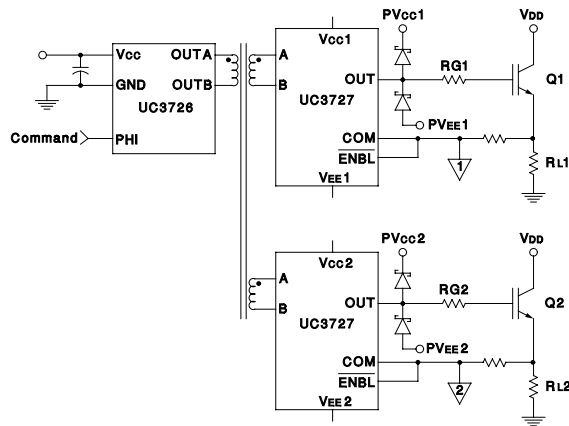 PVcc1
VDD
Vcc OUTA
GND OUTB
UC3726
Command PHI
A
B
Vcc1
OUT
UC3727
COM
ENBL
VEE1
RG1
Q1
PVEE1
1
RL1
PVcc2
VDD
A
B
Vcc2
OUT
UC3727
COM
ENBL
VEE2
RG2
Q2
PVEE2
2
RL2